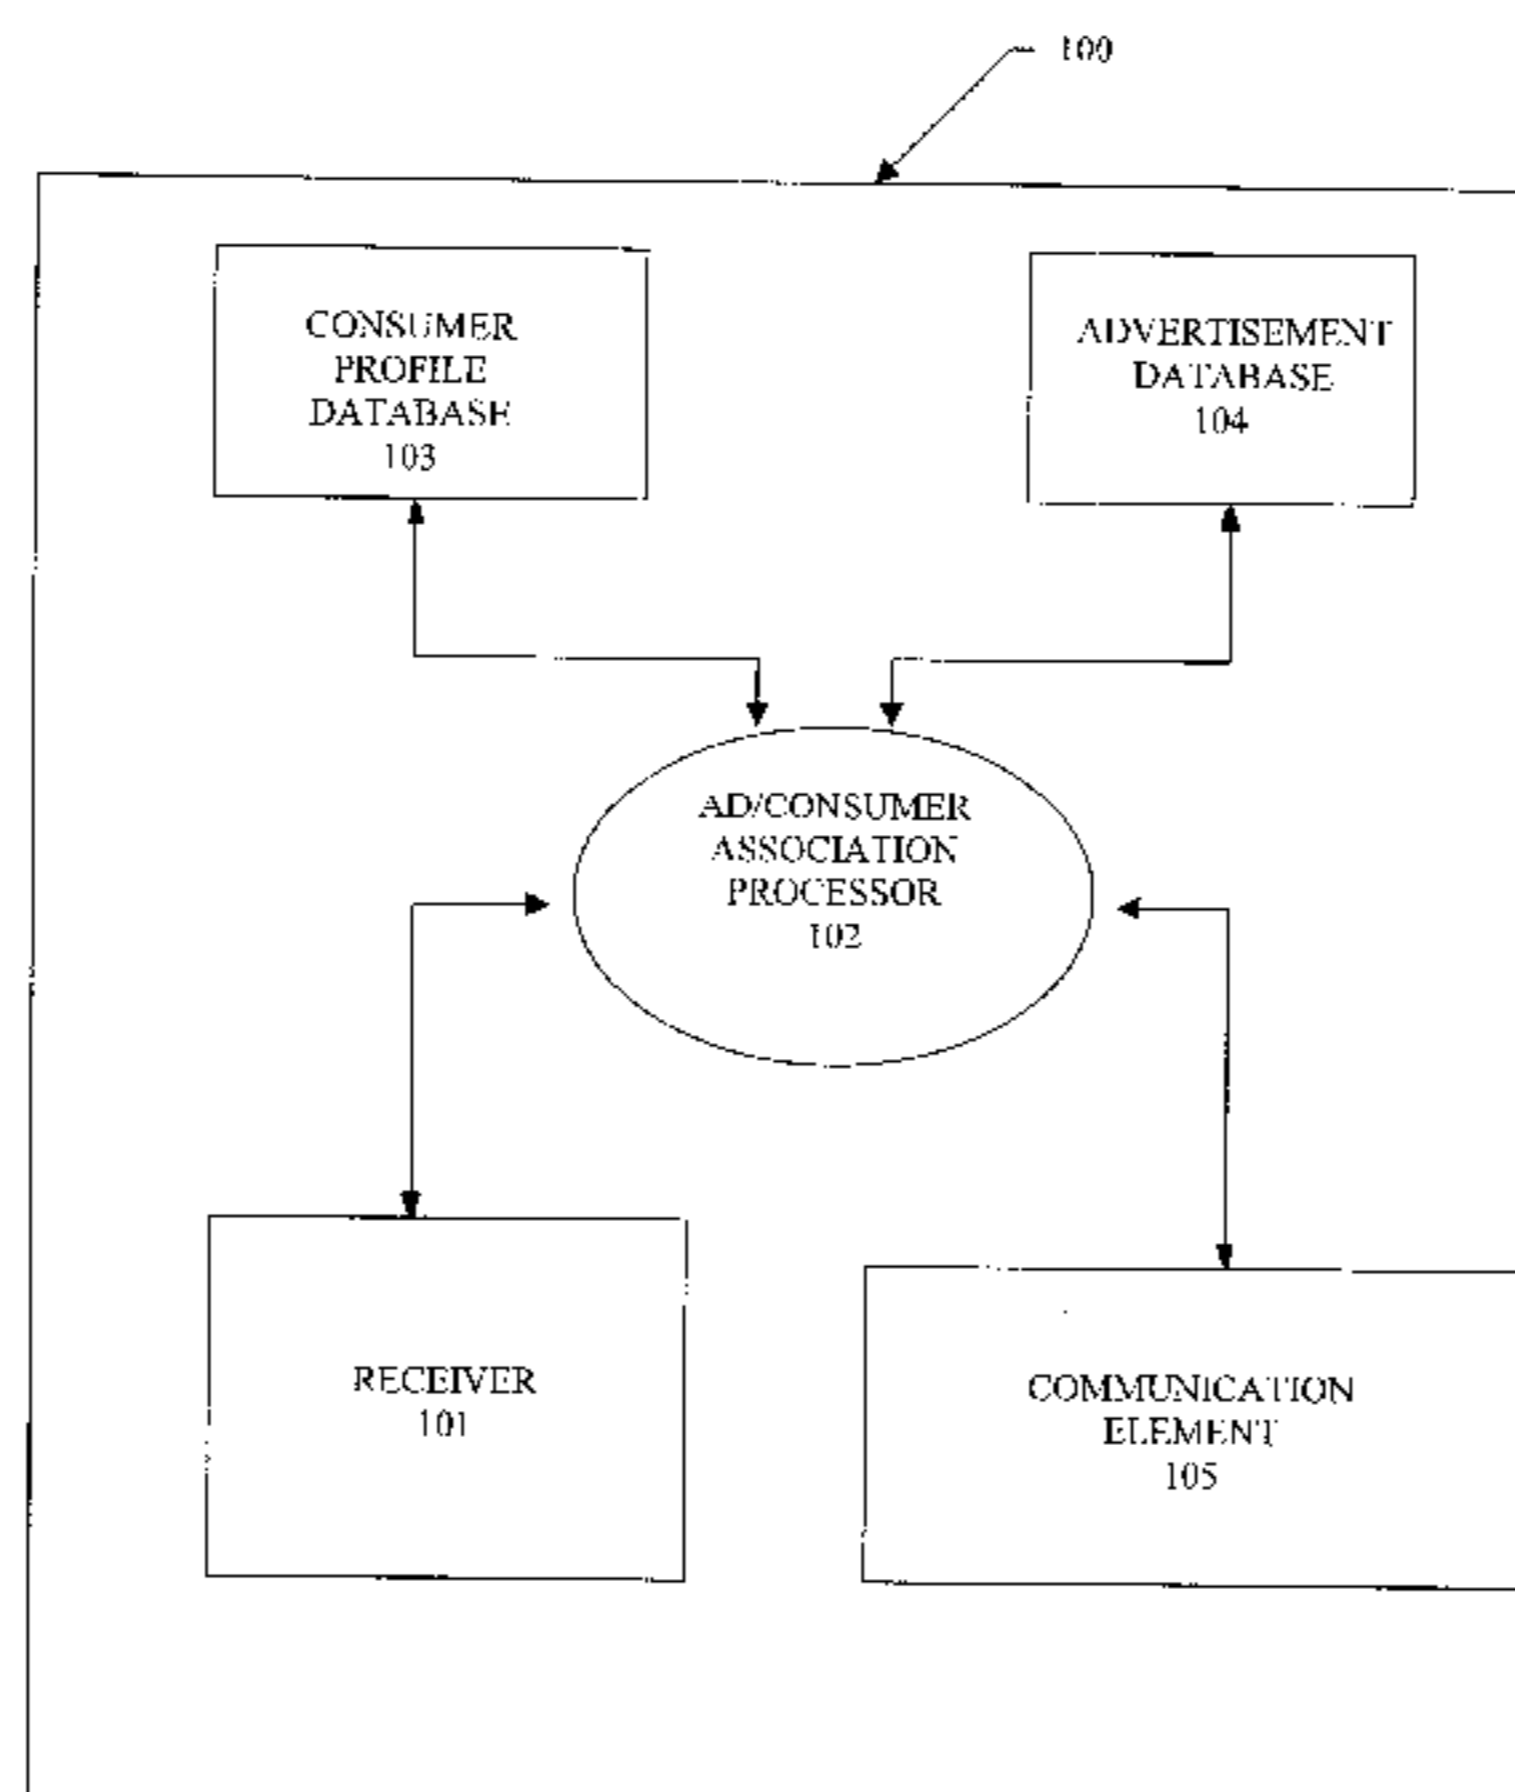 100
CONSUMER
PROFILE
DATABASE
103
ADVERTISEMENT
DATABASE
104
AD/CONSUMER
ASSOCIATION
PROCESSOR
102
RECEIVER
101
COMMUNICATION
ELEMENT
105